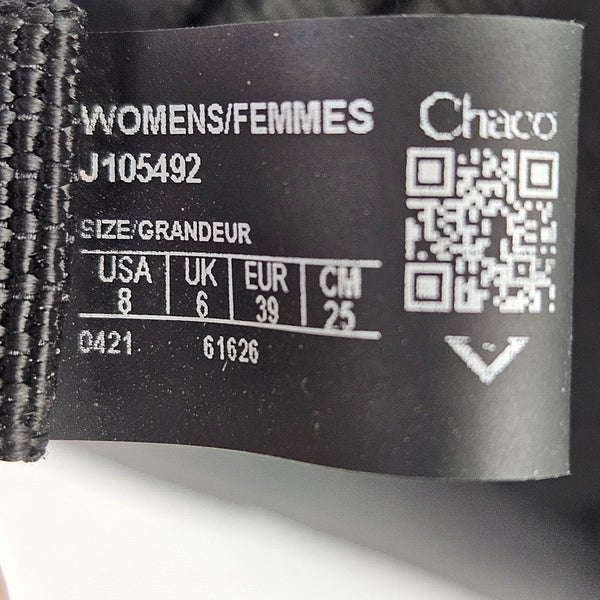 WOMENS/FEMMES
Chaco
J105492
SIZE/GRANDEUR
USA UK EUR CM
8 6 39 25
0421 61626